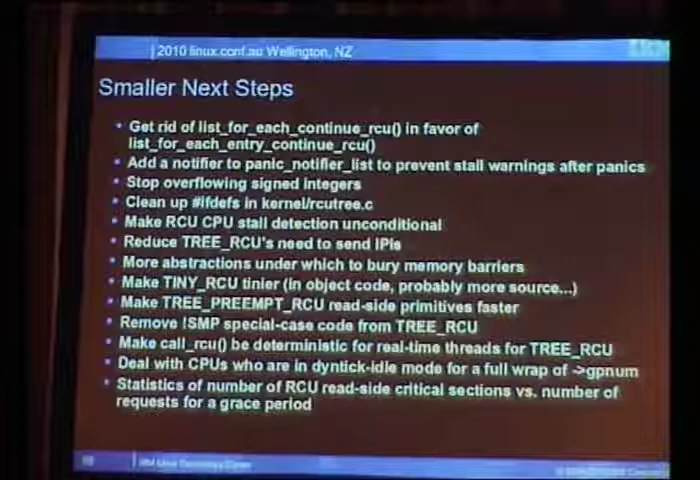 2010 linux.conf.au Wellington, NZ
IBM
Smaller Next Steps
• Get rid of list_for_each_continue_rcu() in favor of
list_for_each_entry_continue_rcu()
• Add a notifier to panic_notifier_list to prevent stall warnings after panics
• Stop overflowing signed integers
• Clean up #ifdefs in kernel/rcutree.c
• Make RCU CPU stall detection unconditional
• Reduce TREE_RCU's need to send IPIs
• More abstractions under which to bury memory barriers
• Make TINY_RCU tinier (in object code, probably more source...)
• Make TREE_PREEMPT_RCU read-side primitives faster
• Remove !SMP special-case code from TREE_RCU
• Make call_rcu() be deterministic for real-time threads for TREE_RCU
• Deal with CPUs who are in dyntick-idle mode for a full wrap of ->gpnum
• Statistics of number of RCU read-side critical sections vs. number of
requests for a grace period
IBM Linux Technology Center